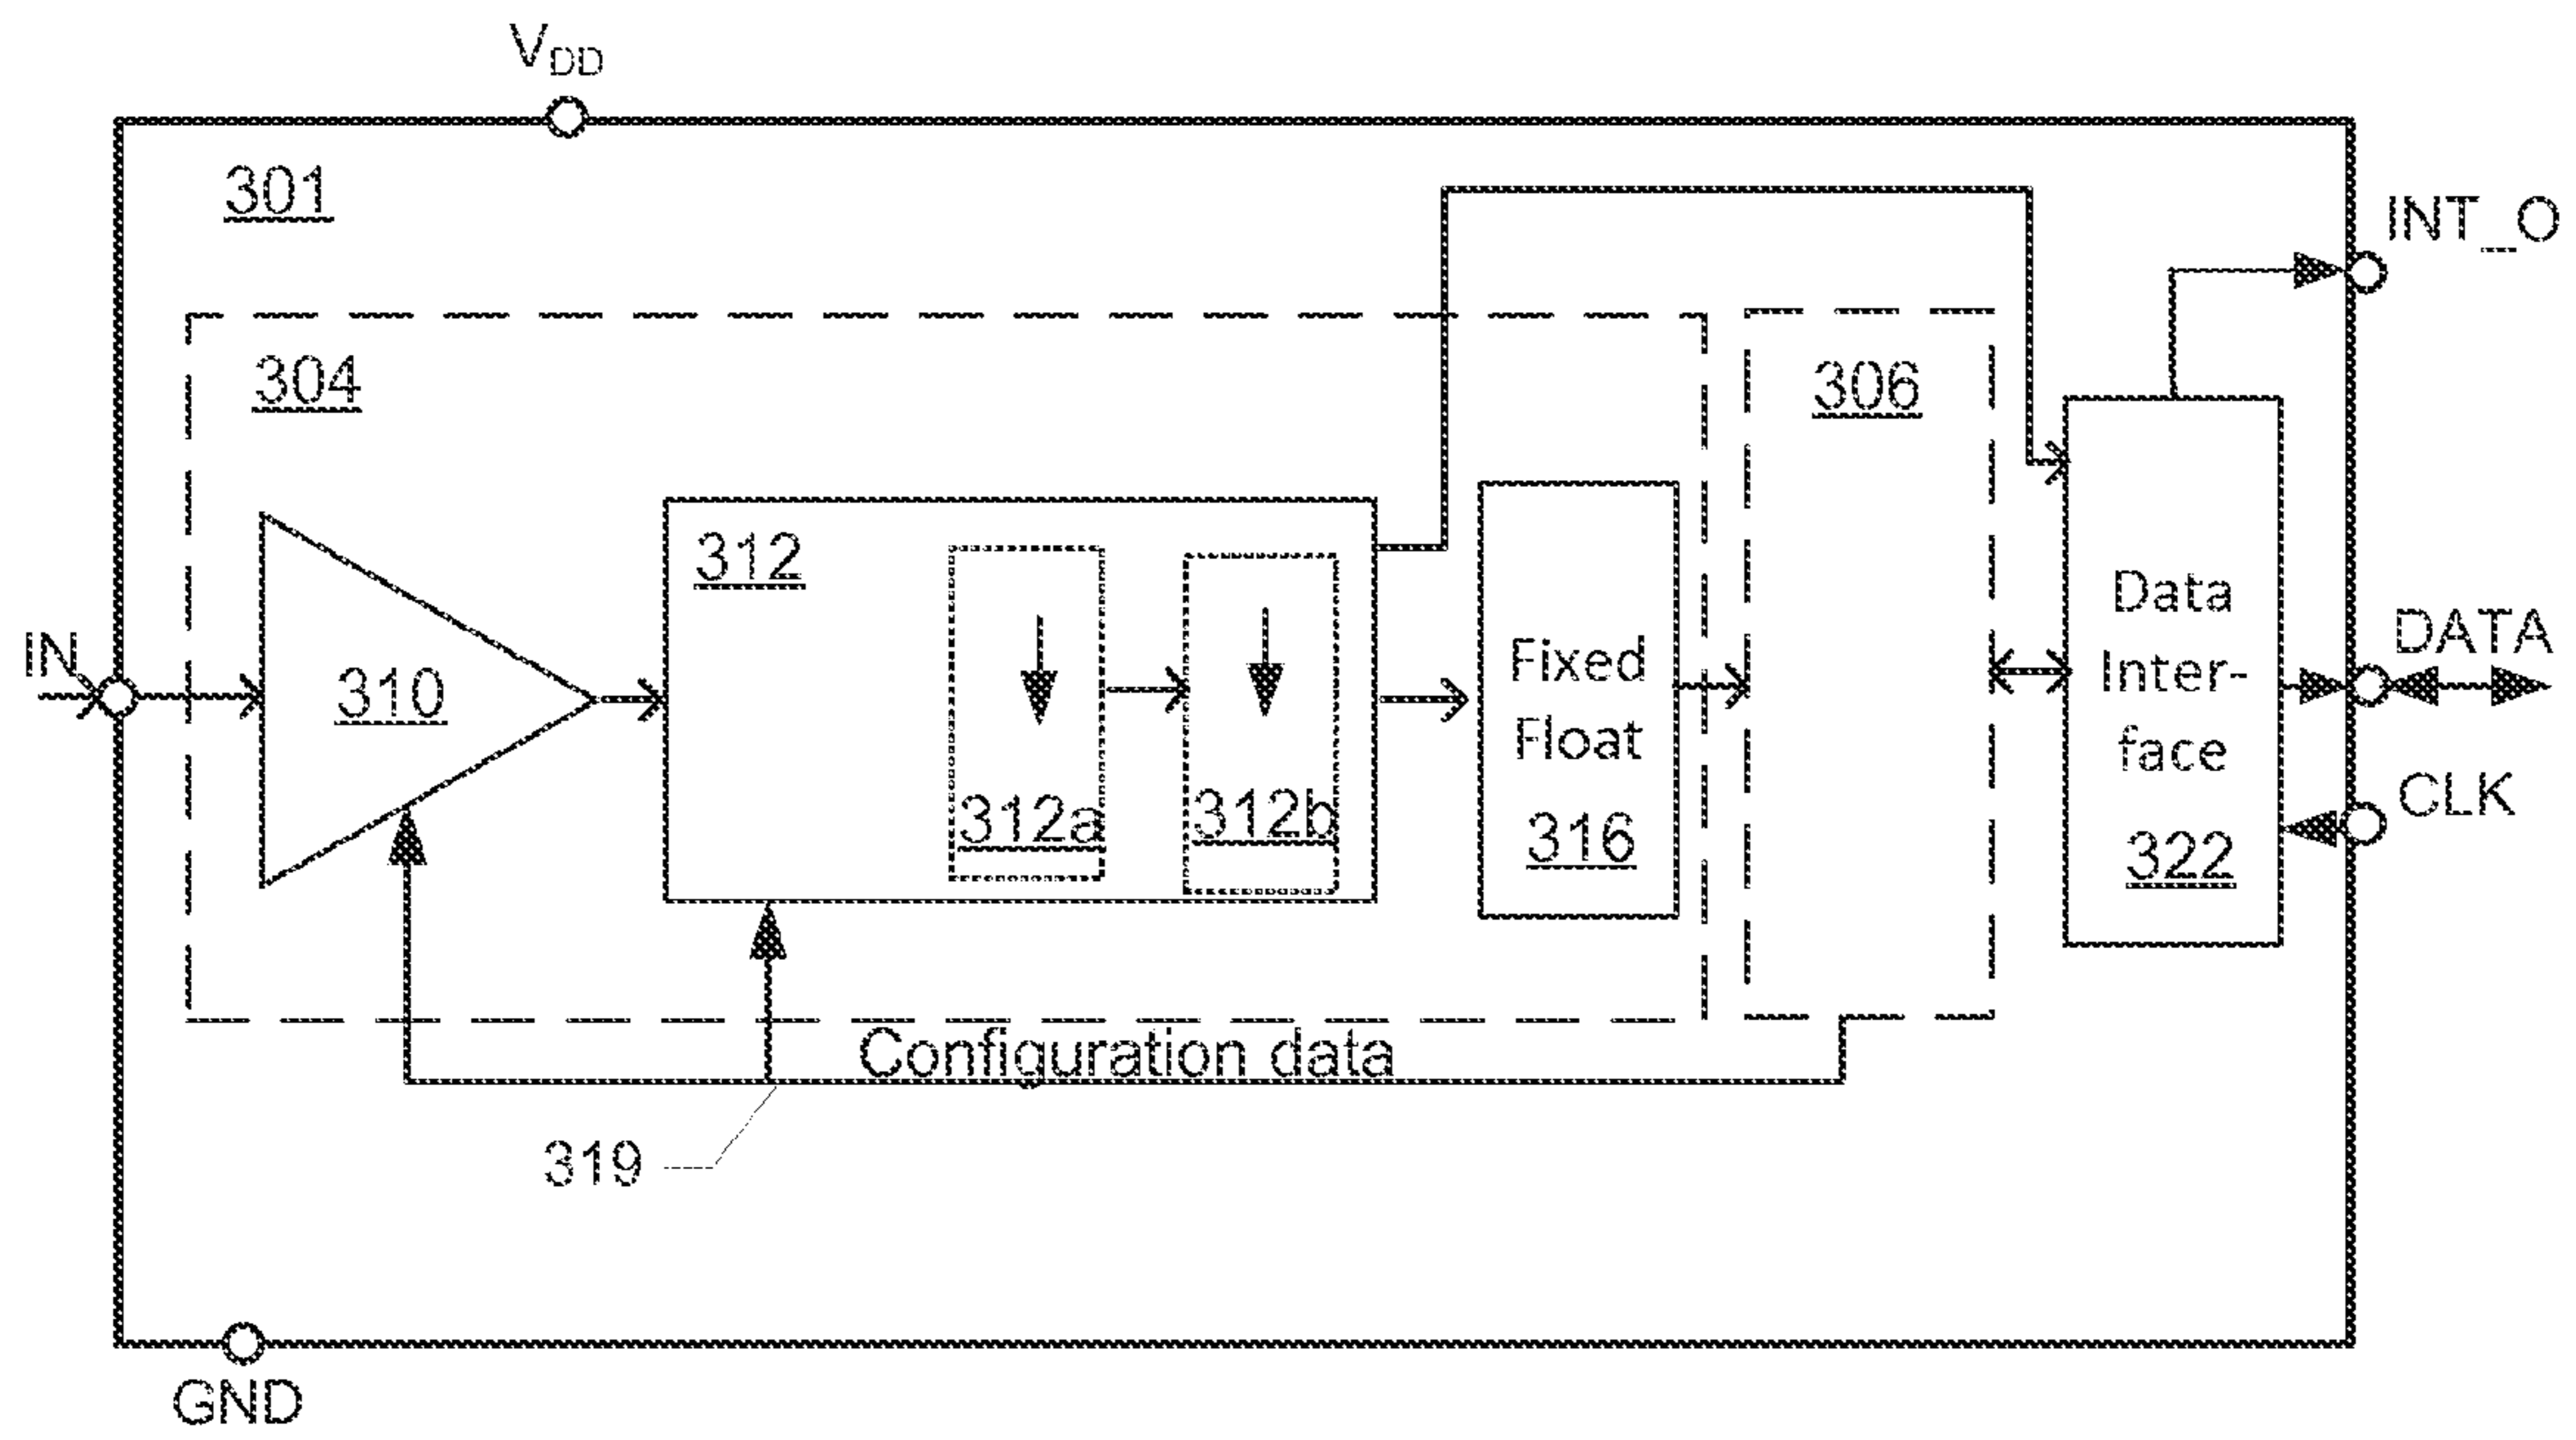 VDD
301
INT_O
304
306
312
IN
310
312a
312b
Fixed
Float
316
Data
Inter-
face
322
DATA
CLK
Configuration data
319
GND